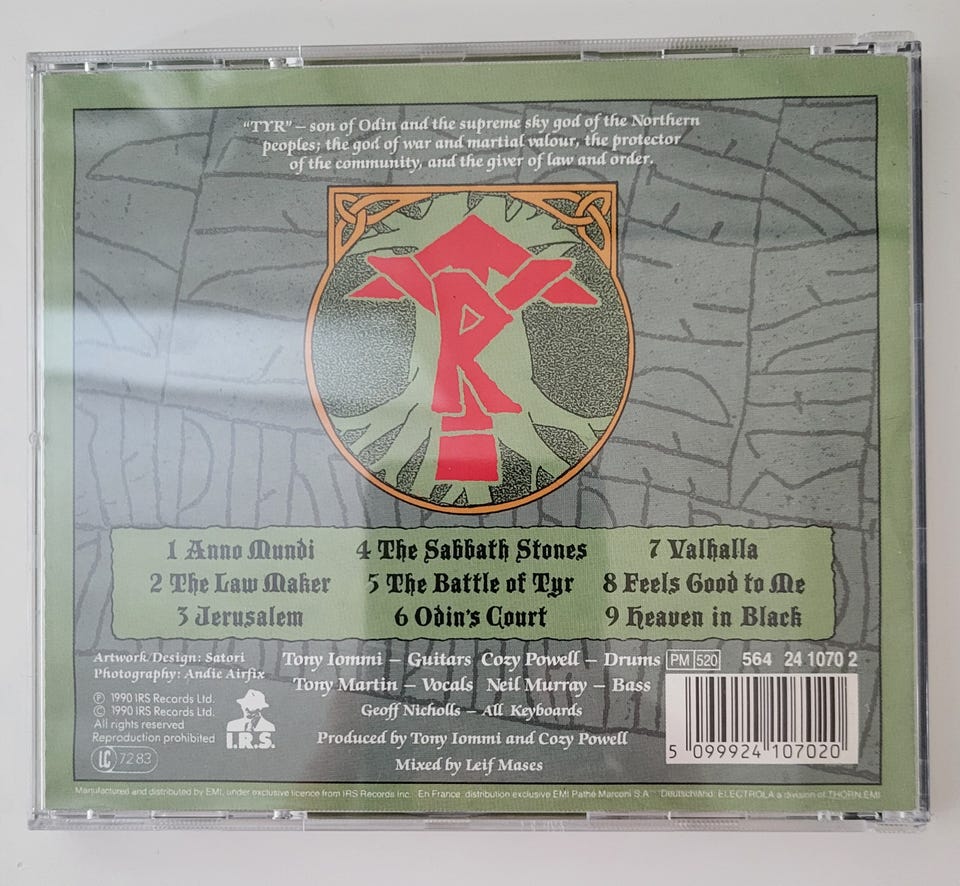 "TYR" – son of Odin and the supreme sky god of the Northern
peoples; the god of war and martial valour, the protector
of the community, and the giver of law and order.
TYR
1 Anno Mundi
2 The Law Maker
3 Jerusalem
4 The Sabbath Stones
5 The Battle of Tyr
6 Odin's Court
7 Valhalla
8 Feels Good to Me
9 Heaven in Black
Artwork/Design: Satori
Photography: Andie Airfix
Ⓟ 1990 IRS Records Ltd.
© 1990 IRS Records Ltd.
All rights reserved
Reproduction prohibited
LC 7283
I.R.S.
Tony Iommi – Guitars Cozy Powell – Drums
Tony Martin – Vocals Neil Murray – Bass
Geoff Nicholls – All Keyboards
Produced by Tony Iommi and Cozy Powell
Mixed by Leif Mases
PM 520 564 24 1070 2
5 099924 107020
Manufactured and distributed by EMI, under exclusive licence from IRS Records Inc. En France: distribution exclusive EMI Pathé Marconi S.A. Deutschland: ELECTROLA a division of THORN EMI